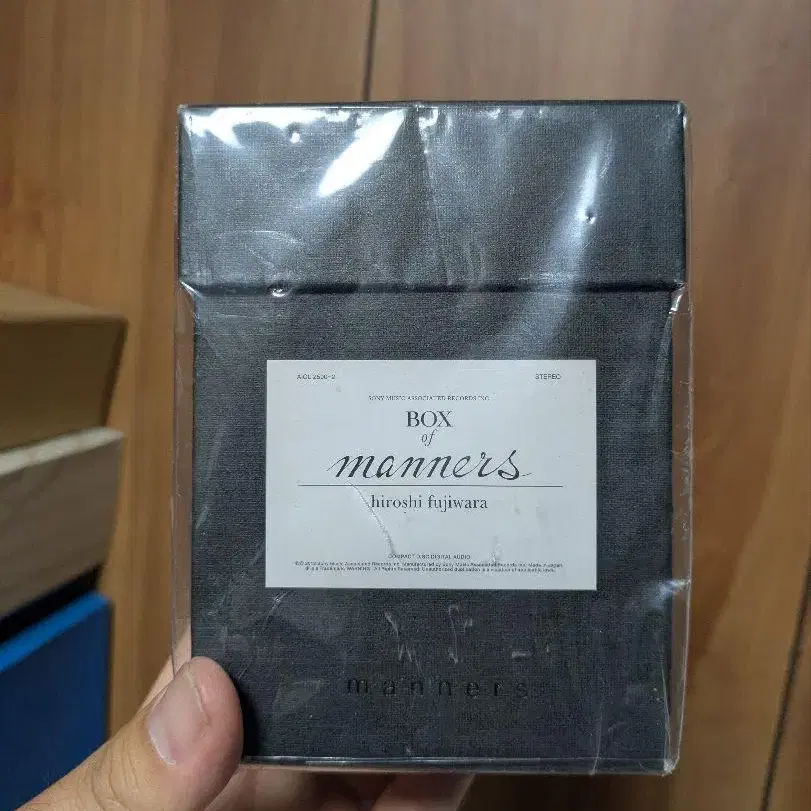 STEREO
SONY MUSIC ASSOCIATED RECORDS INC.
BOX
of
manners
hiroshi fujiwara
COMPACT DISC DIGITAL AUDIO
manners